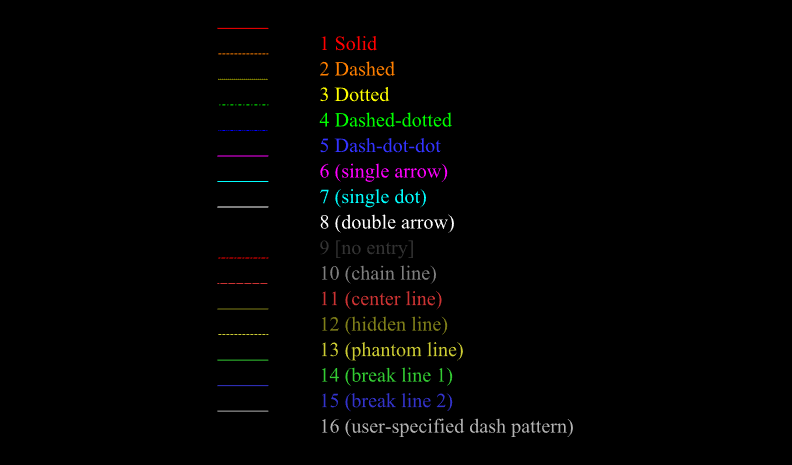 1 Solid
2 Dashed
3 Dotted
4 Dashed-dotted
5 Dash-dot-dot
6 (single arrow)
7 (single dot)
8 (double arrow)
9 [no entry]
10 (chain line)
11 (center line)
12 (hidden line)
13 (phantom line)
14 (break line 1)
15 (break line 2)
16 (user-specified dash pattern)